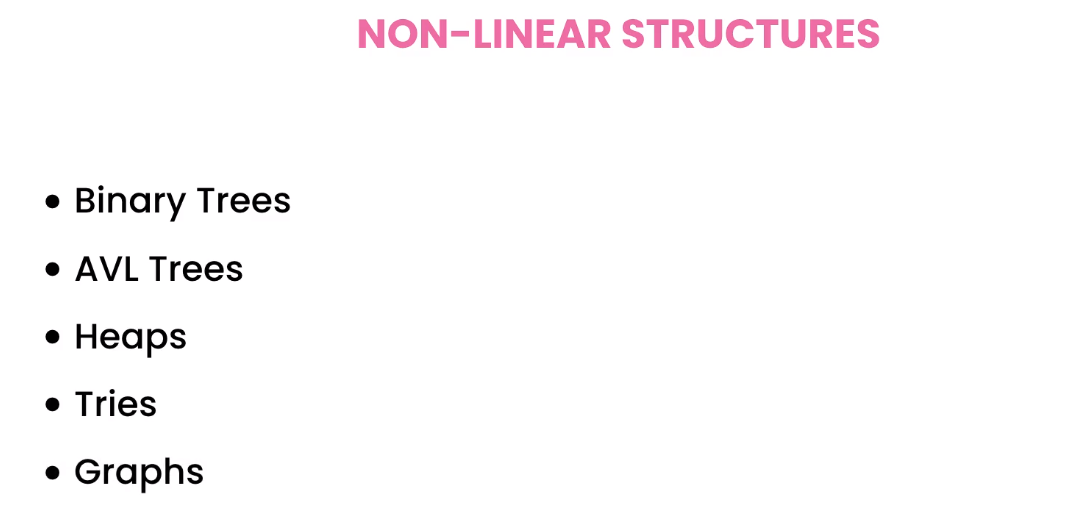 NON-LINEAR STRUCTURES
• Binary Trees
• AVL Trees
• Heaps
• Tries
• Graphs